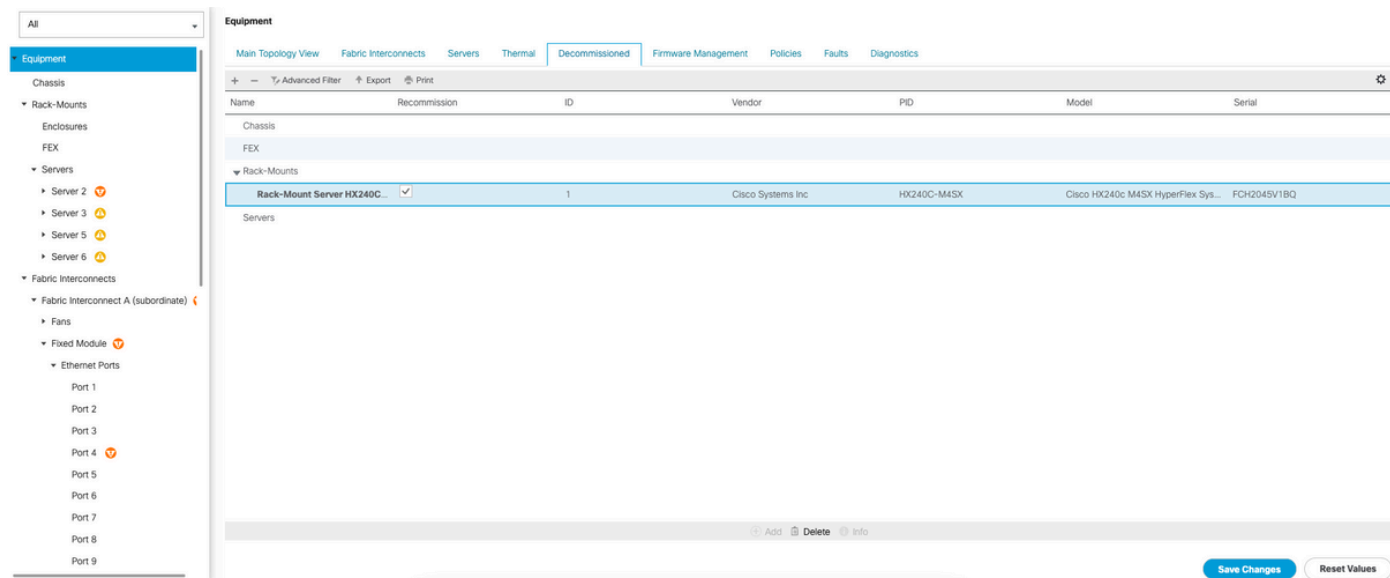 All
Equipment
Chassis
Rack-Mounts
Enclosures
FEX
Servers
Server 2
Server 3
Server 5
Server 6
Fabric Interconnects
Fabric Interconnect A (subordinate)
Fans
Fixed Module
Ethernet Ports
Port 1
Port 2
Port 3
Port 4
Port 5
Port 6
Port 7
Port 8
Port 9
Equipment
Main Topology View Fabric Interconnects Servers Thermal Decommissioned Firmware Management Policies Faults Diagnostics
+ − Advanced Filter Export Print
Name Recommission ID Vendor PID Model Serial
Chassis
FEX
Rack-Mounts
Rack-Mount Server HX240C... 1 Cisco Systems Inc HX240C-M4SX Cisco HX240c M4SX HyperFlex Sys... FCH2045V1BQ
Servers
Add Delete Info
Save Changes Reset Values